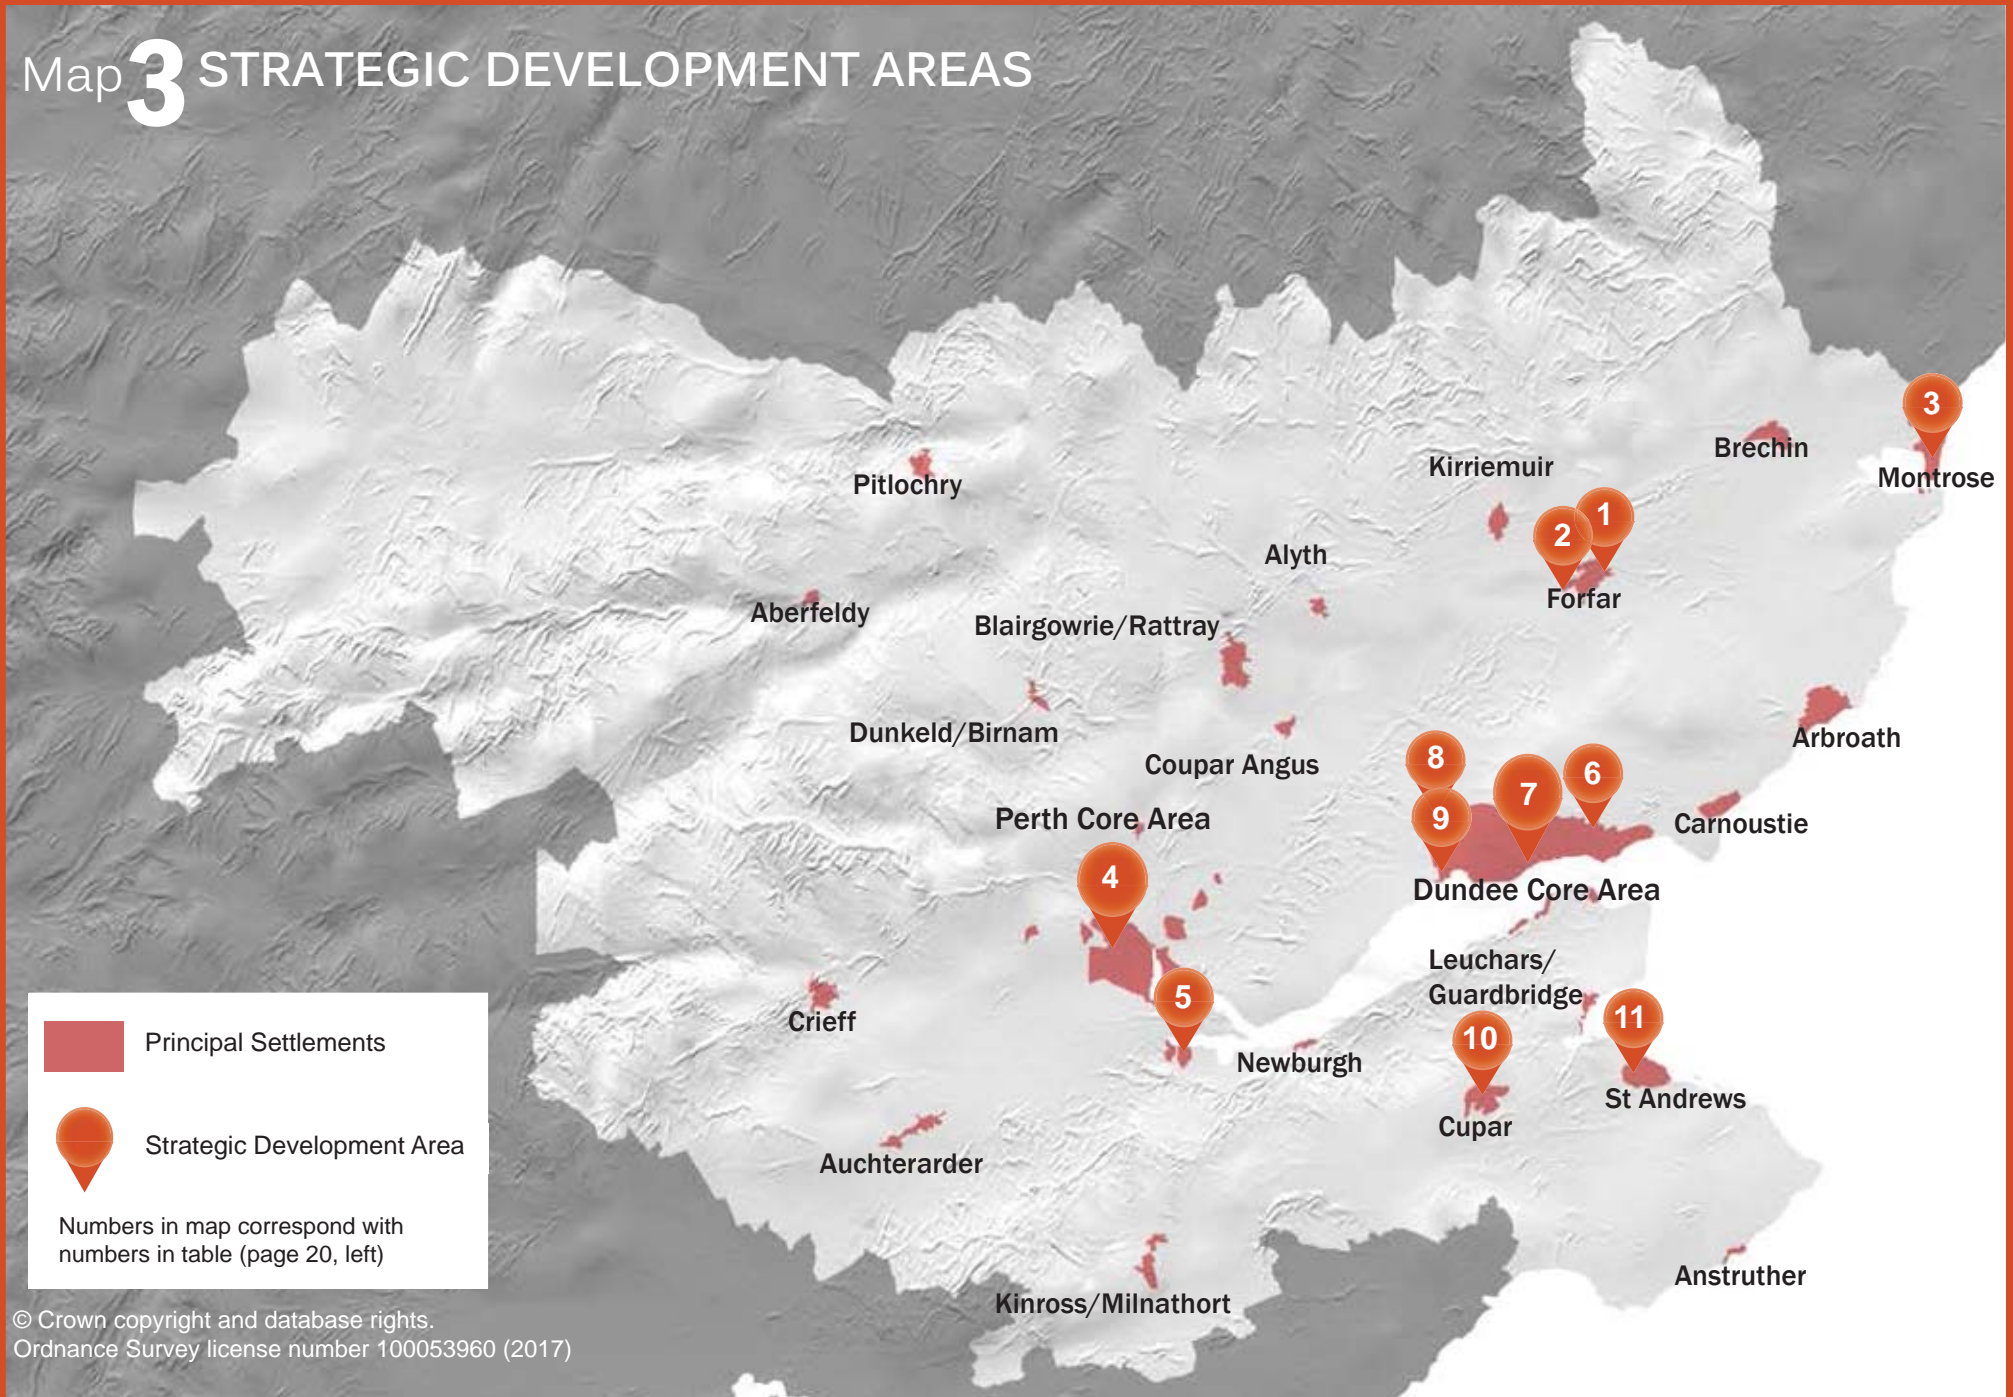 Map 3 STRATEGIC DEVELOPMENT AREAS
3
Brechin
Kirriemuir
Montrose
Pitlochry
1
2
Alyth
Forfar
Aberfeldy
Blairgowrie/Rattray
Dunkeld/Birnam
Arbroath
Coupar Angus
8
6
7
9
Perth Core Area
Carnoustie
4
Dundee Core Area
Leuchars/
Guardbridge
5
11
Crieff
10
Newburgh
St Andrews
Cupar
Auchterarder
Anstruther
Kinross/Milnathort
Principal Settlements
Strategic Development Area
Numbers in map correspond with
numbers in table (page 20, left)
© Crown copyright and database rights.
Ordnance Survey license number 100053960 (2017)